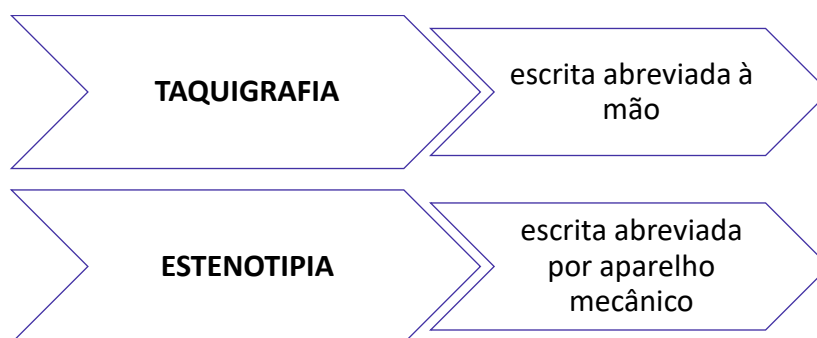 TAQUIGRAFIA
escrita abreviada à
mão
ESTENOTIPIA
escrita abreviada
por aparelho
mecânico